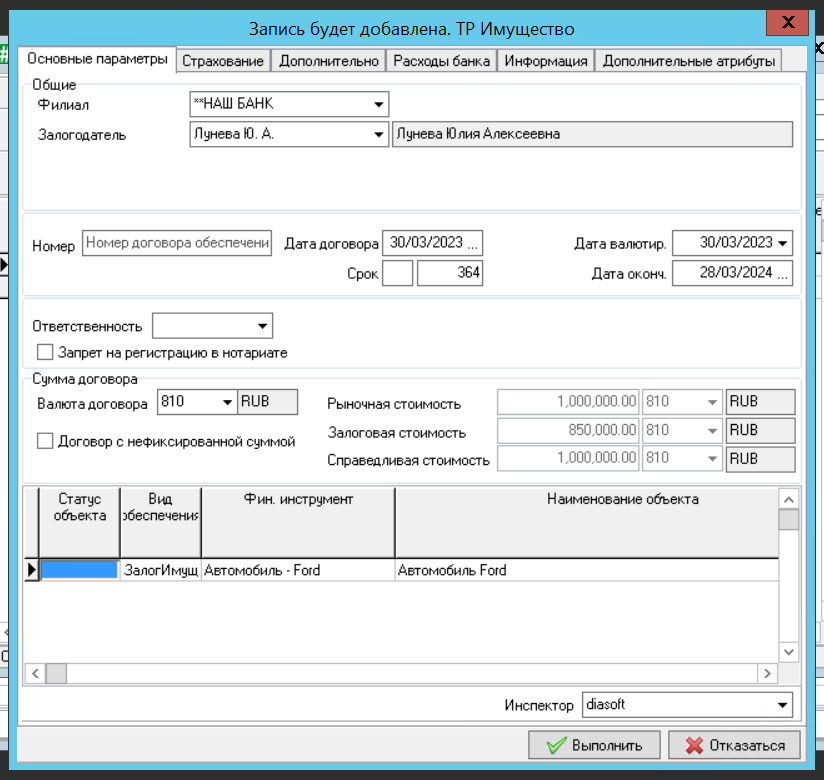 Запись будет добавлена. ТР Имущество
Основные параметры Страхование Дополнительно Расходы банка Информация Дополнительные атрибуты
Общие
Филиал **НАШ БАНК
Залогодатель Лунева Ю. А. Лунева Юлия Алексеевна
Номер Номер договора обеспечени Дата договора 30/03/2023 ... Дата валютир. 30/03/2023
Срок 364 Дата оконч. 28/03/2024 ...
Ответственность
Запрет на регистрацию в нотариате
Сумма договора
Валюта договора 810 RUB Рыночная стоимость 1,000,000.00 810 RUB
Договор с нефиксированной суммой Залоговая стоимость 850,000.00 810 RUB
Справедливая стоимость 1,000,000.00 810 RUB
Статус Вид Фин. инструмент Наименование объекта
объекта обеспечения
ЗалогИмущ Автомобиль - Ford Автомобиль Ford
Инспектор diasoft
Выполнить Отказаться